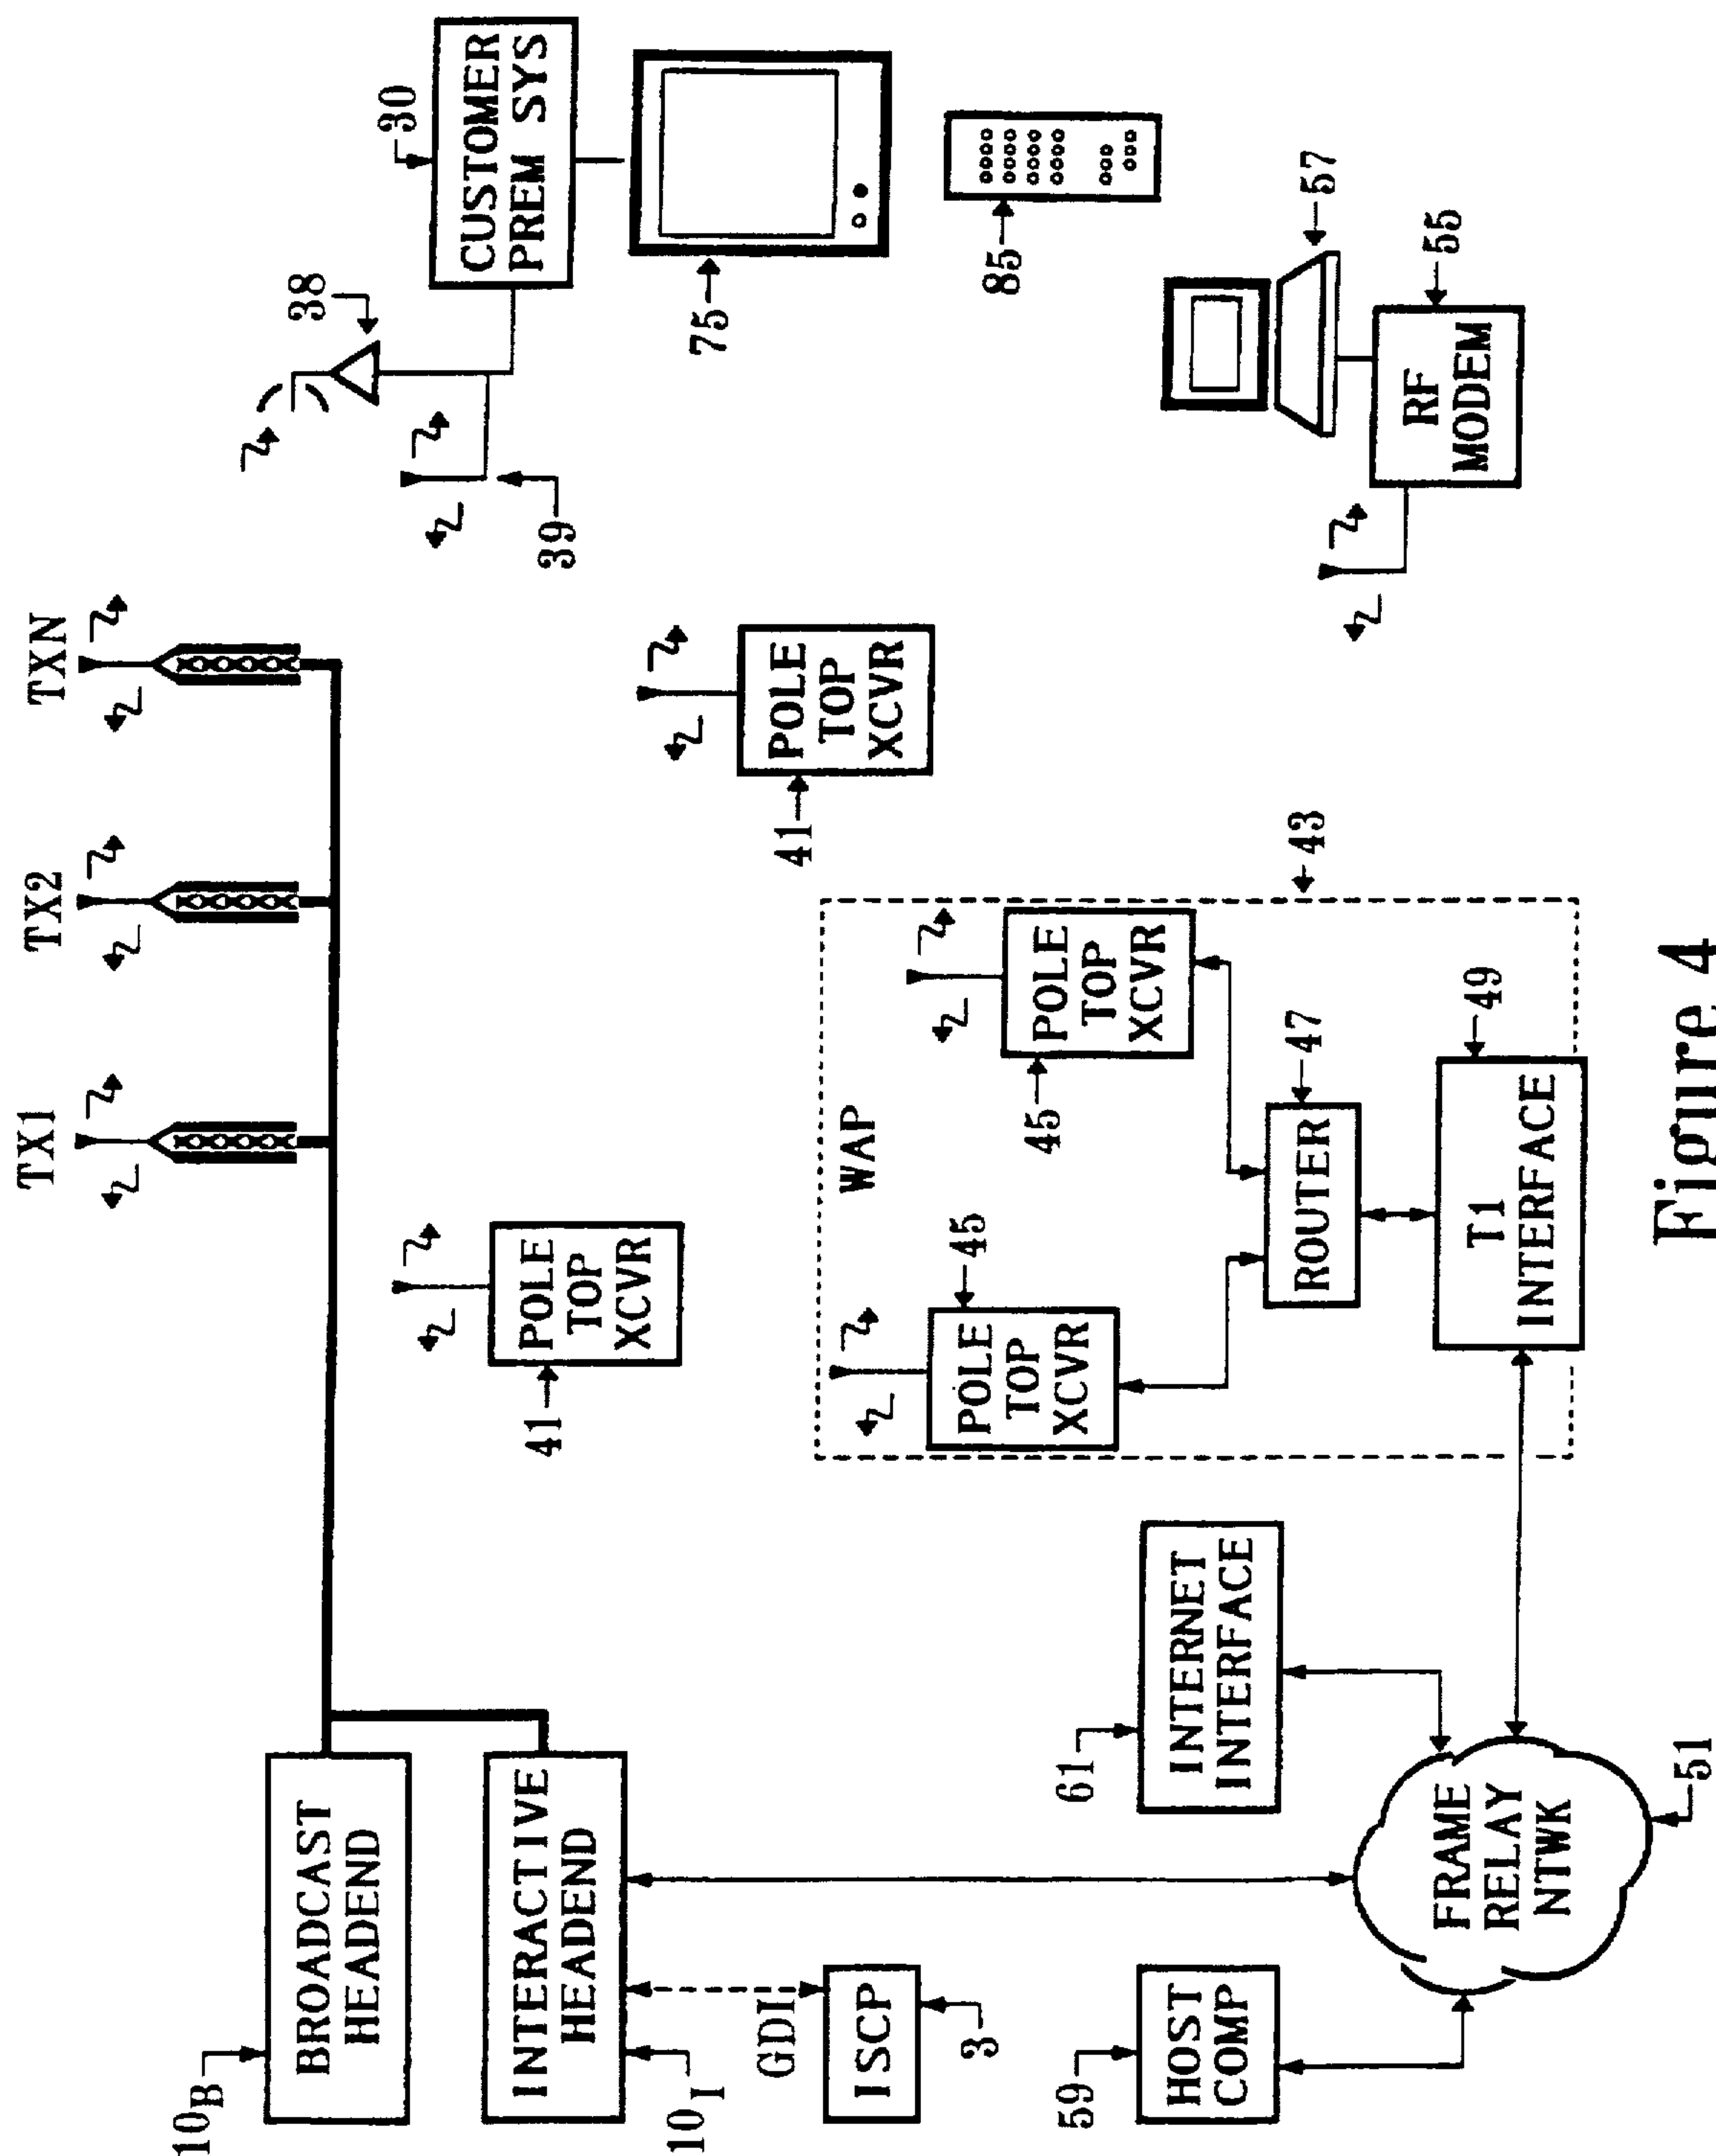 TX1
TX2
TXN
10B
BROADCAST
HEADEND
INTERACTIVE
HEADEND
10I
GDI
ISCP
3
41
POLE
TOP
XCVR
41
POLE
TOP
XCVR
38
39
30
CUSTOMER
PREM SYS
75
85
57
RF
MODEM
55
WAP
43
45
POLE
TOP
XCVR
45
POLE
TOP
XCVR
ROUTER
47
T1
INTERFACE
49
61
INTERNET
INTERFACE
59
HOST
COMP
FRAME
RELAY
NTWK
51
Figure 4